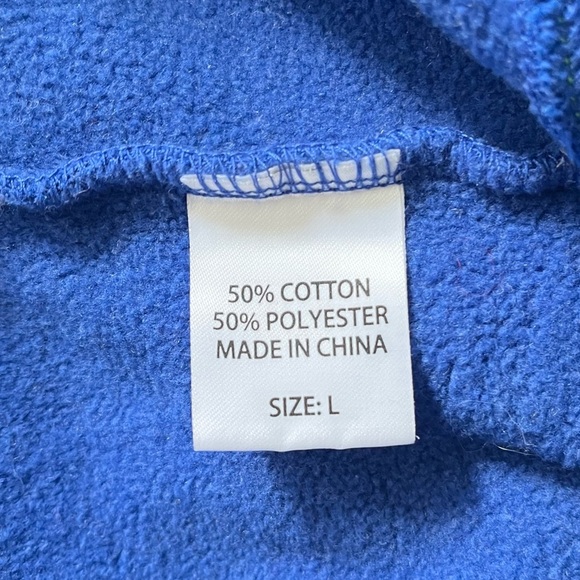 50% COTTON
50% POLYESTER
MADE IN CHINA
SIZE: L